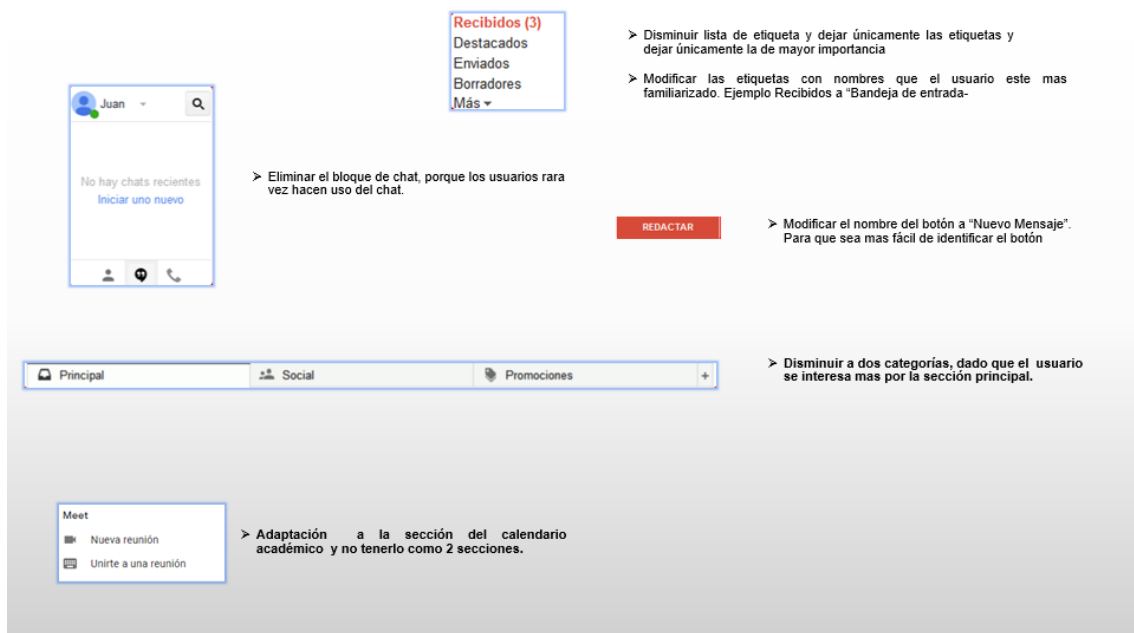 Recibidos (3)
Destacados
Enviados
Borradores
Más
➢ Disminuir lista de etiqueta y dejar únicamente las etiquetas y
dejar únicamente la de mayor importancia
➢ Modificar las etiquetas con nombres que el usuario este mas
familiarizado. Ejemplo Recibidos a “Bandeja de entrada-
Juan
No hay chats recientes
Iniciar uno nuevo
➢ Eliminar el bloque de chat, porque los usuarios rara
vez hacen uso del chat.
REDACTAR
➢ Modificar el nombre del botón a “Nuevo Mensaje”.
Para que sea mas fácil de identificar el botón
Principal
Social
Promociones
+
➢ Disminuir a dos categorías, dado que el usuario
se interesa mas por la sección principal.
Meet
Nueva reunión
Unirte a una reunión
➢ Adaptación a la sección del calendario
académico y no tenerlo como 2 secciones.